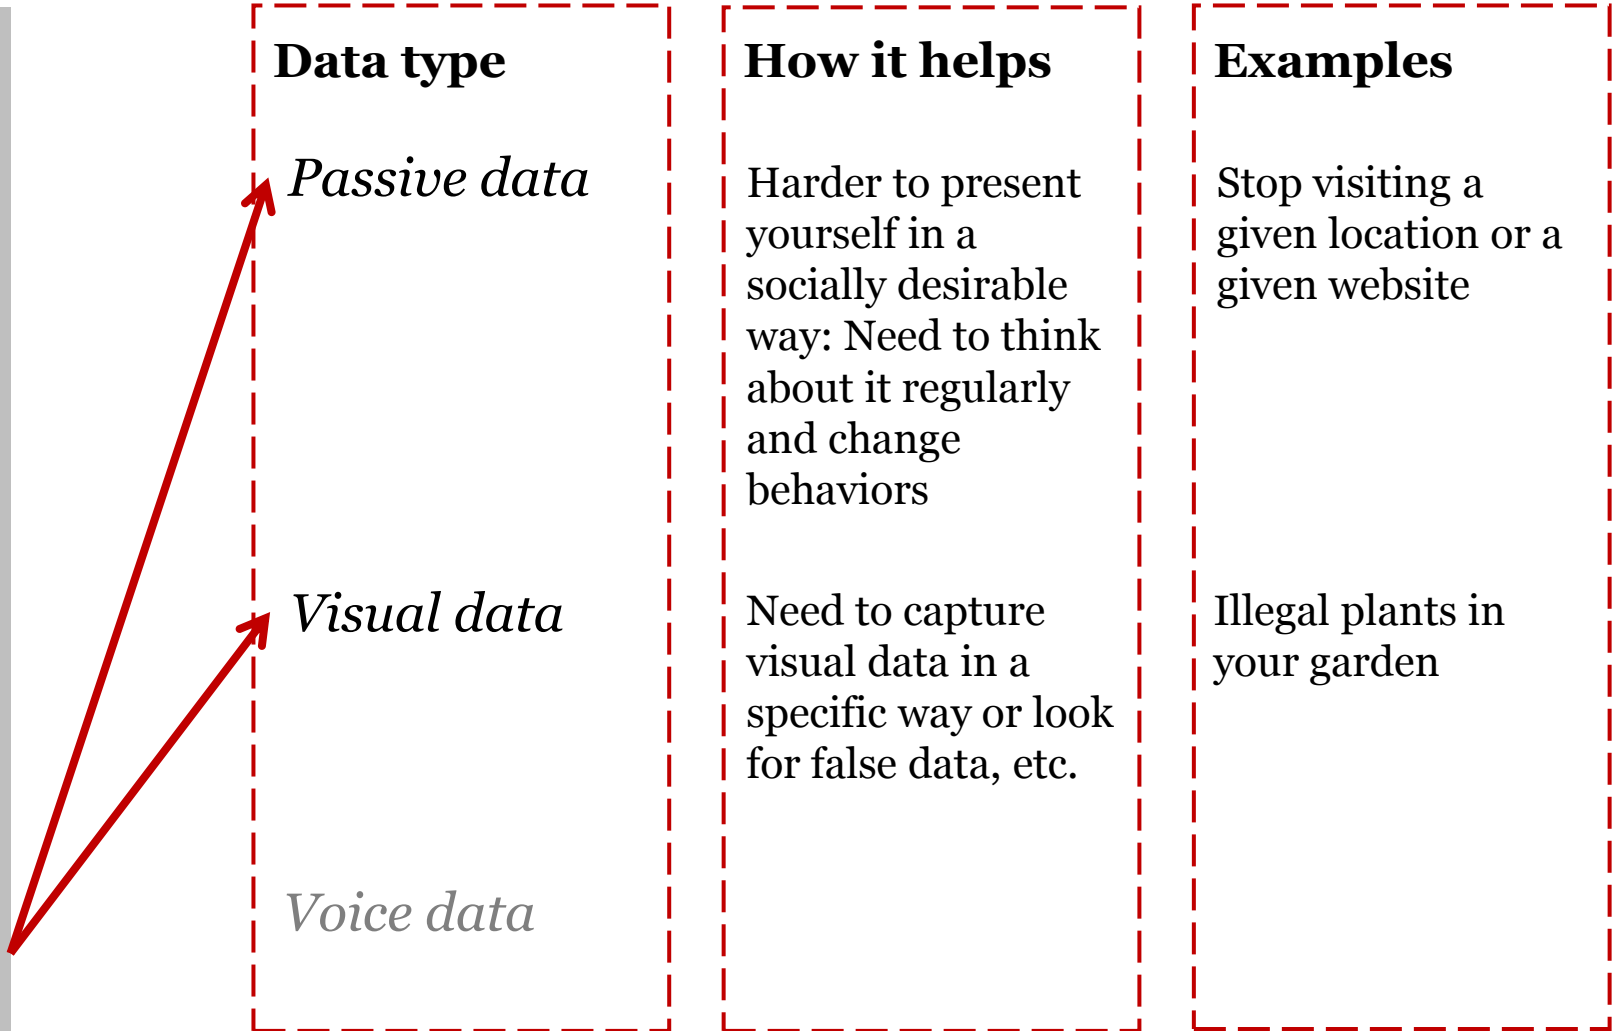 Data type
How it helps
Examples
Passive data
Harder to present
yourself in a
socially desirable
way: Need to think
about it regularly
and change
behaviors
Stop visiting a
given location or a
given website
Visual data
Need to capture
visual data in a
specific way or look
for false data, etc.
Illegal plants in
your garden
Voice data